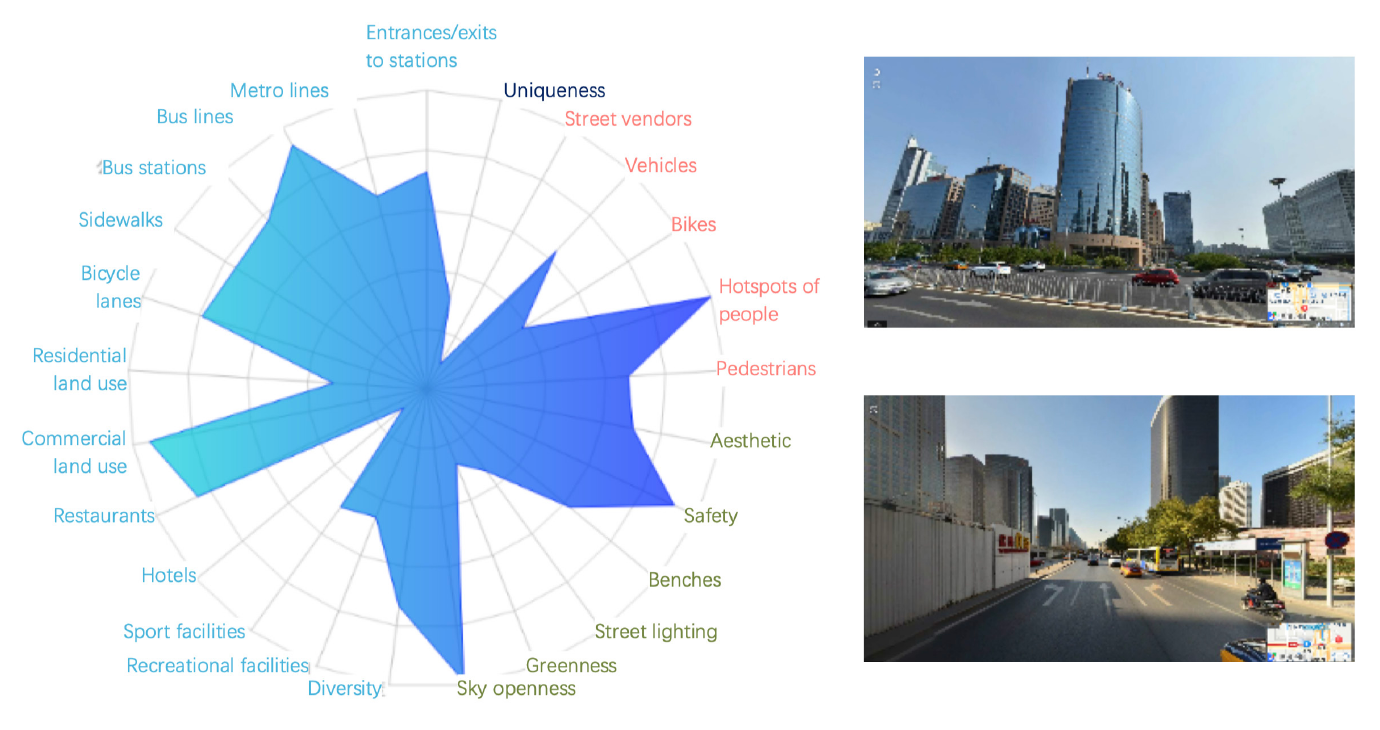 Entrances/exits
to stations
Metro lines
Uniqueness
Bus lines
Street vendors
Bus stations
Vehicles
Sidewalks
Bikes
Bicycle
lanes
Hotspots of
people
Residential
land use
Pedestrians
Commercial
land use
Aesthetic
Restaurants
Safety
Hotels
Benches
Sport facilities
Street lighting
Recreational facilities
Greenness
Diversity
Sky openness